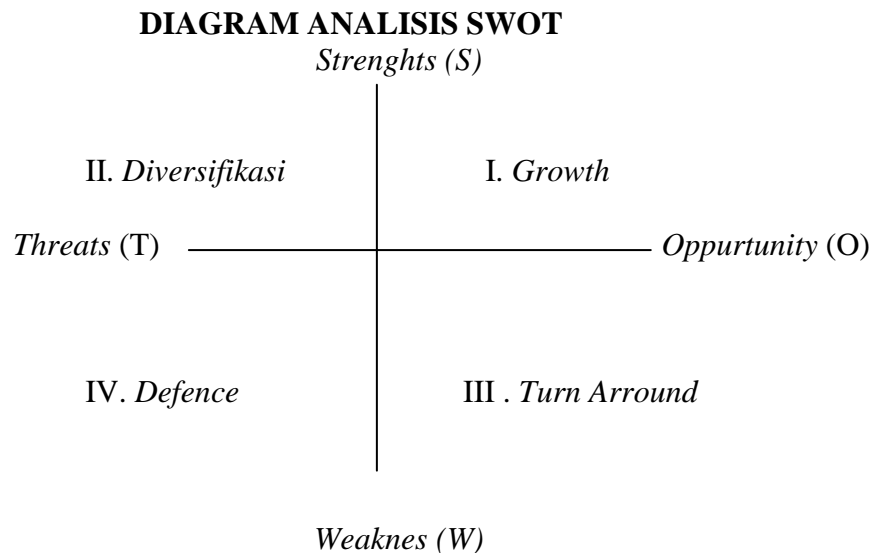 DIAGRAM ANALISIS SWOT
Strenghts (S)
II. Diversifikasi
I. Growth
Threats (T)
Oppurtunity (O)
IV. Defence
III . Turn Arround
Weaknes (W)